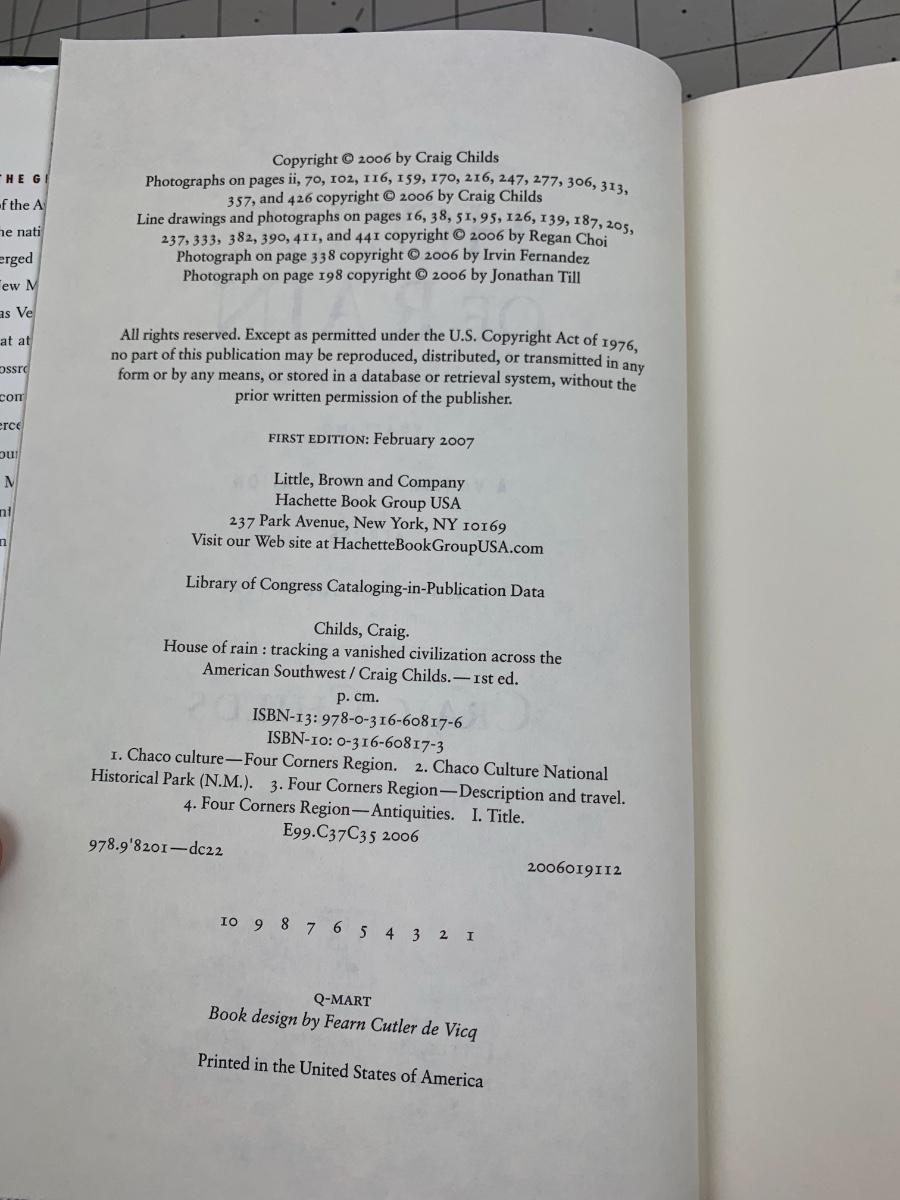 Copyright © 2006 by Craig Childs
Photographs on pages ii, 70, 102, 116, 159, 170, 216, 247, 277, 306, 313,
357, and 426 copyright © 2006 by Craig Childs
Line drawings and photographs on pages 16, 38, 51, 95, 126, 139, 187, 205,
237, 333, 382, 390, 411, and 441 copyright © 2006 by Regan Choi
Photograph on page 338 copyright © 2006 by Irvin Fernandez
Photograph on page 198 copyright © 2006 by Jonathan Till
All rights reserved. Except as permitted under the U.S. Copyright Act of 1976,
no part of this publication may be reproduced, distributed, or transmitted in any
form or by any means, or stored in a database or retrieval system, without the
prior written permission of the publisher.
FIRST EDITION: February 2007
Little, Brown and Company
Hachette Book Group USA
237 Park Avenue, New York, NY 10169
Visit our Web site at HachetteBookGroupUSA.com
Library of Congress Cataloging-in-Publication Data
Childs, Craig.
House of rain : tracking a vanished civilization across the
American Southwest / Craig Childs.—1st ed.
p. cm.
ISBN-13: 978-0-316-60817-6
ISBN-10: 0-316-60817-3
1. Chaco culture—Four Corners Region. 2. Chaco Culture National
Historical Park (N.M.). 3. Four Corners Region—Description and travel.
4. Four Corners Region—Antiquities. I. Title.
E99.C37C35 2006
978.9'8201—dc22
2006019112
10 9 8 7 6 5 4 3 2 1
Q-MART
Book design by Fearn Cutler de Vicq
Printed in the United States of America